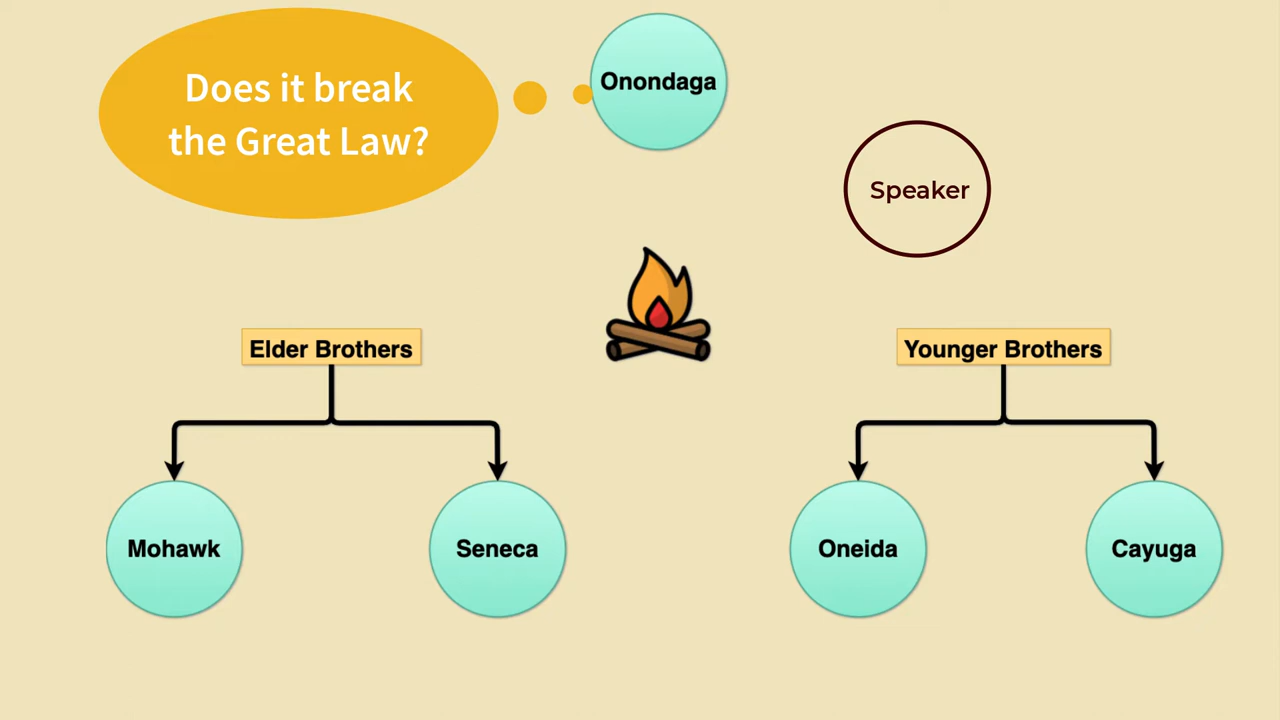 Does it break
the Great Law?
Onondaga
Speaker
Elder Brothers
Younger Brothers
Mohawk
Seneca
Oneida
Cayuga